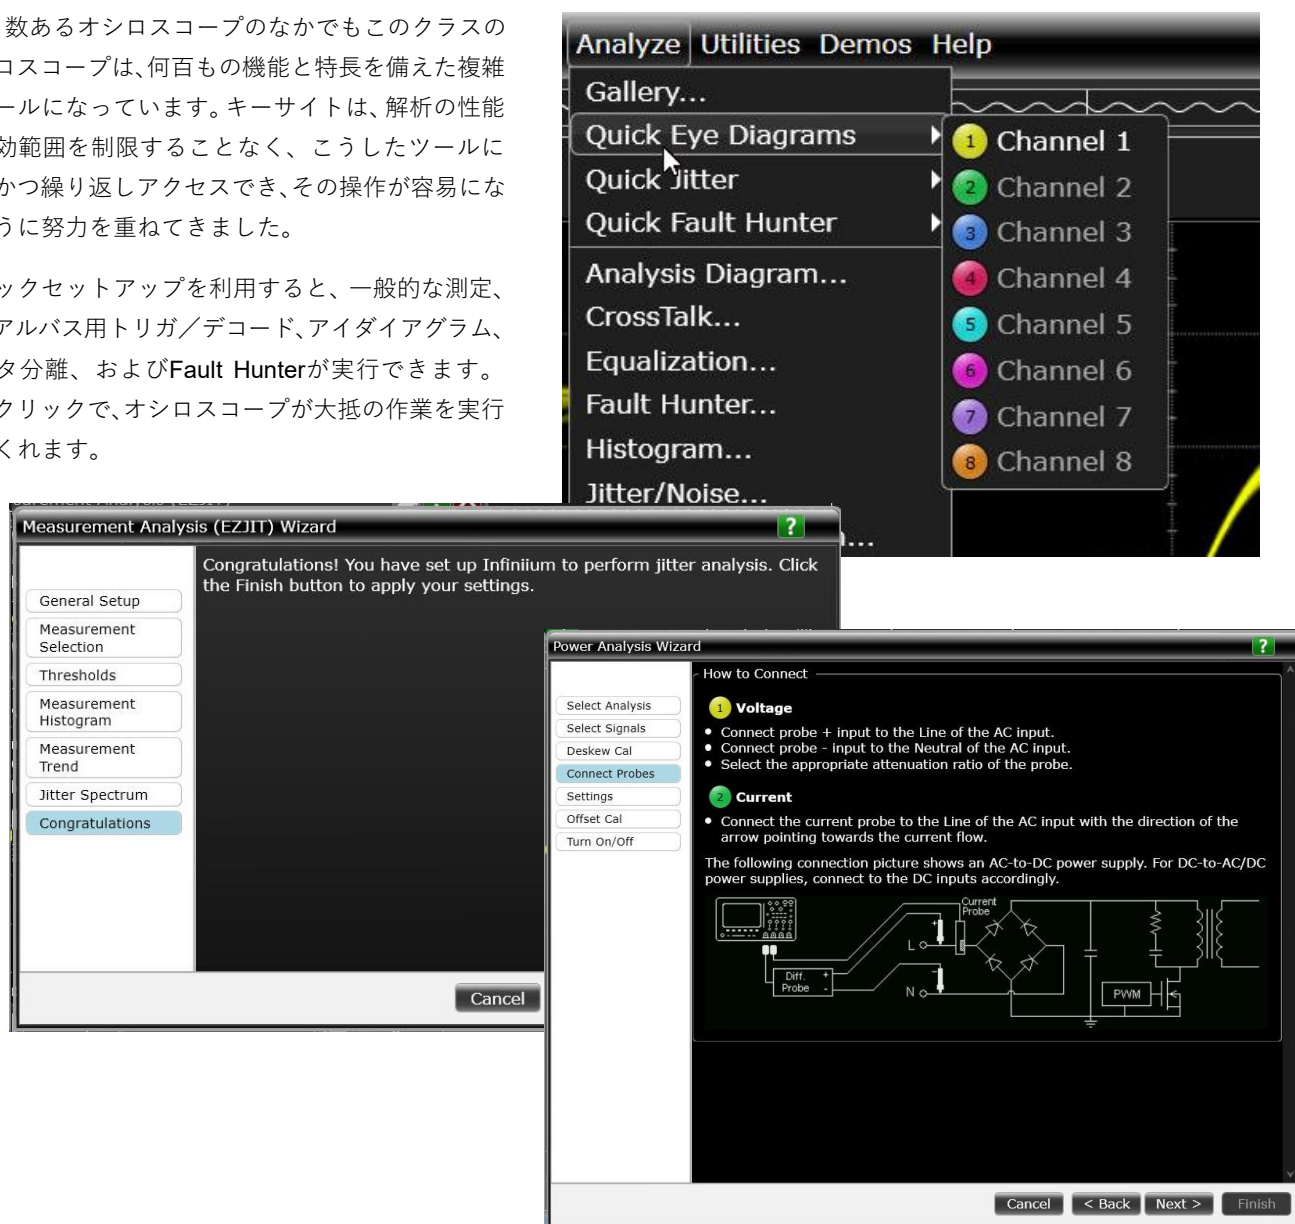 数あるオシロスコープのなかでもこのクラスの
ロスコープは、何百もの機能と特長を備えた複雑
ールになっています。キーサイトは、解析の性能
効範囲を制限することなく、こうしたツールに
かつ繰り返しアクセスでき、その操作が容易にな
うに努力を重ねてきました。
ックセットアップを利用すると、一般的な測定、
アルバス用トリガ／デコード、アイダイアグラム、
タ分離、およびFault Hunterが実行できます。
クリックで、オシロスコープが大抵の作業を実行
くれます。
Analyze Utilities Demos Help
Gallery...
Quick Eye Diagrams
Quick Jitter
Quick Fault Hunter
Analysis Diagram...
CrossTalk...
Equalization...
Fault Hunter...
Histogram...
Jitter/Noise...
1 Channel 1
2 Channel 2
3 Channel 3
4 Channel 4
5 Channel 5
6 Channel 6
7 Channel 7
8 Channel 8
Measurement Analysis (EZJIT) Wizard ?
General Setup
Measurement
Selection
Thresholds
Measurement
Histogram
Measurement
Trend
Jitter Spectrum
Congratulations
Congratulations! You have set up Infiniium to perform jitter analysis. Click
the Finish button to apply your settings.
Cancel
Power Analysis Wizard ?
Select Analysis
Select Signals
Deskew Cal
Connect Probes
Settings
Offset Cal
Turn On/Off
How to Connect
1 Voltage
• Connect probe + input to the Line of the AC input.
• Connect probe - input to the Neutral of the AC input.
• Select the appropriate attenuation ratio of the probe.
2 Current
• Connect the current probe to the Line of the AC input with the direction of the
arrow pointing towards the current flow.
The following connection picture shows an AC-to-DC power supply. For DC-to-AC/DC
power supplies, connect to the DC inputs accordingly.
Current
Probe
+
L
Diff. +
Probe -
-
N
PWM
Cancel < Back Next > Finish